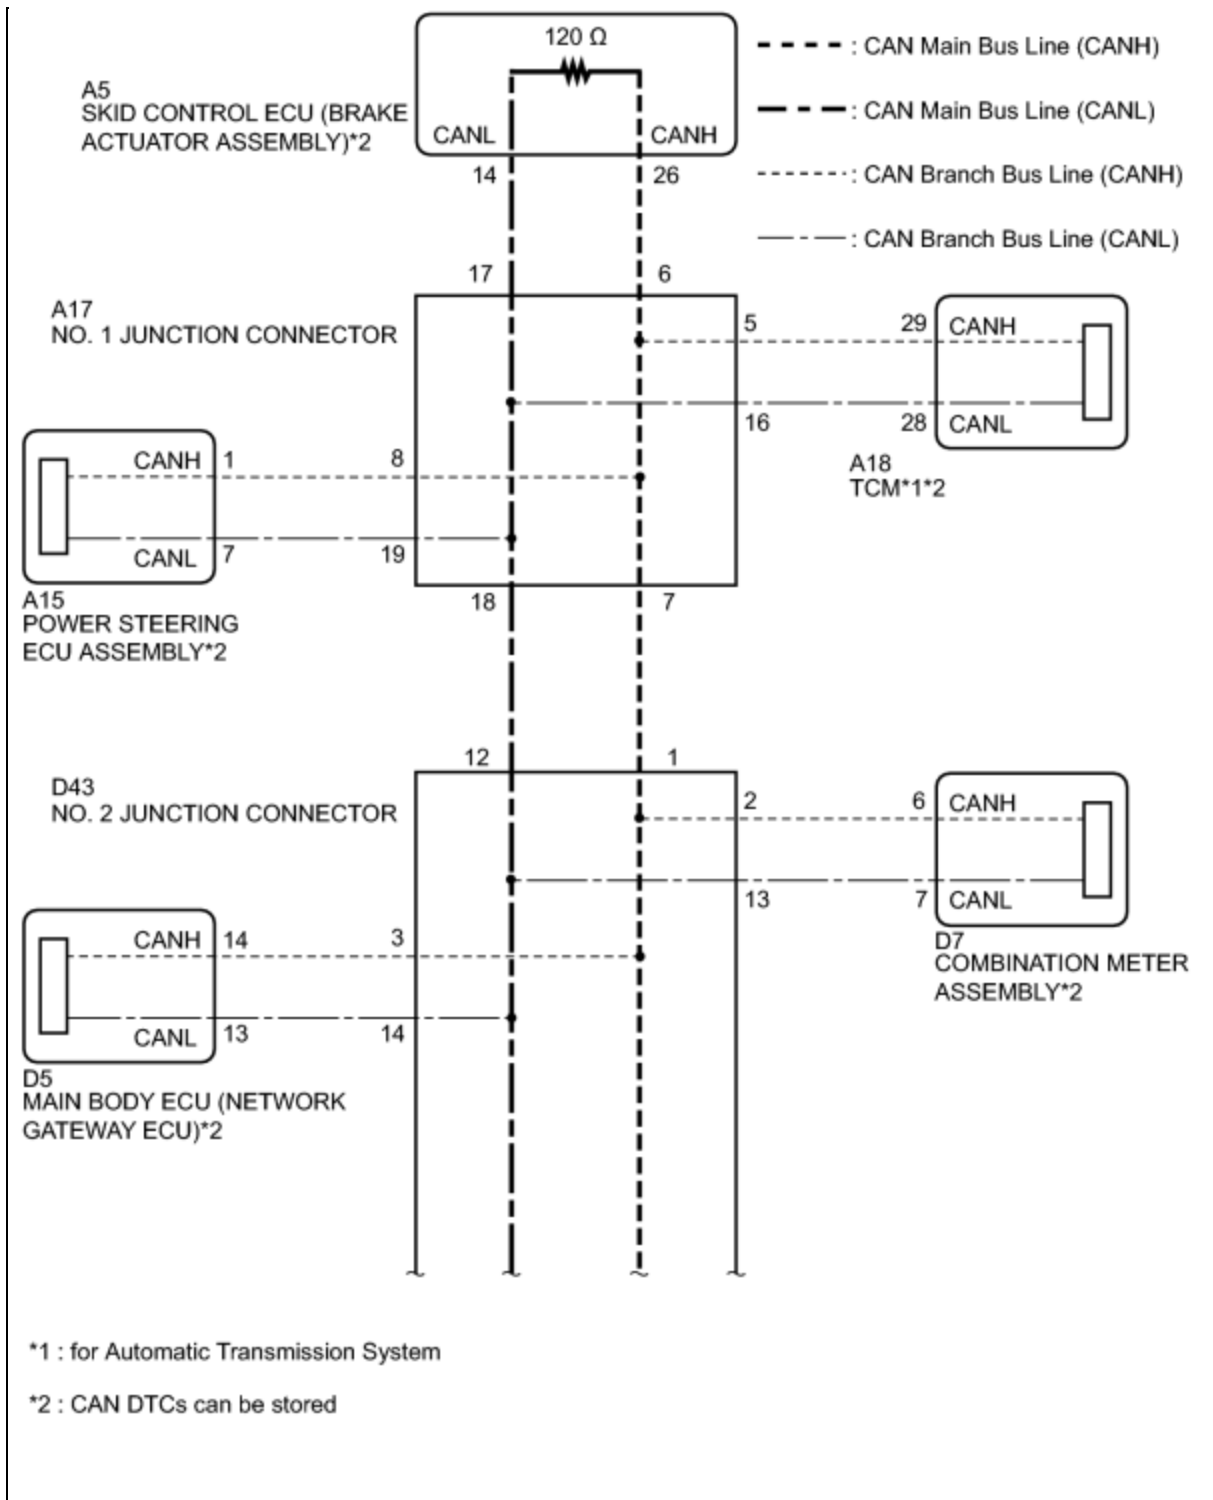 120 Ω
A5
SKID CONTROL ECU (BRAKE
ACTUATOR ASSEMBLY)*2
CANL
CANH
14
26
: CAN Main Bus Line (CANH)
: CAN Main Bus Line (CANL)
: CAN Branch Bus Line (CANH)
: CAN Branch Bus Line (CANL)
17
6
A17
NO. 1 JUNCTION CONNECTOR
5
29
CANH
16
28
CANL
A18
TCM*1*2
CANH
1
8
CANL
7
19
A15
POWER STEERING
ECU ASSEMBLY*2
18
7
12
1
D43
NO. 2 JUNCTION CONNECTOR
2
6
CANH
13
7
CANL
D7
COMBINATION METER
ASSEMBLY*2
CANH
14
3
CANL
13
14
D5
MAIN BODY ECU (NETWORK
GATEWAY ECU)*2
*1 : for Automatic Transmission System
*2 : CAN DTCs can be stored